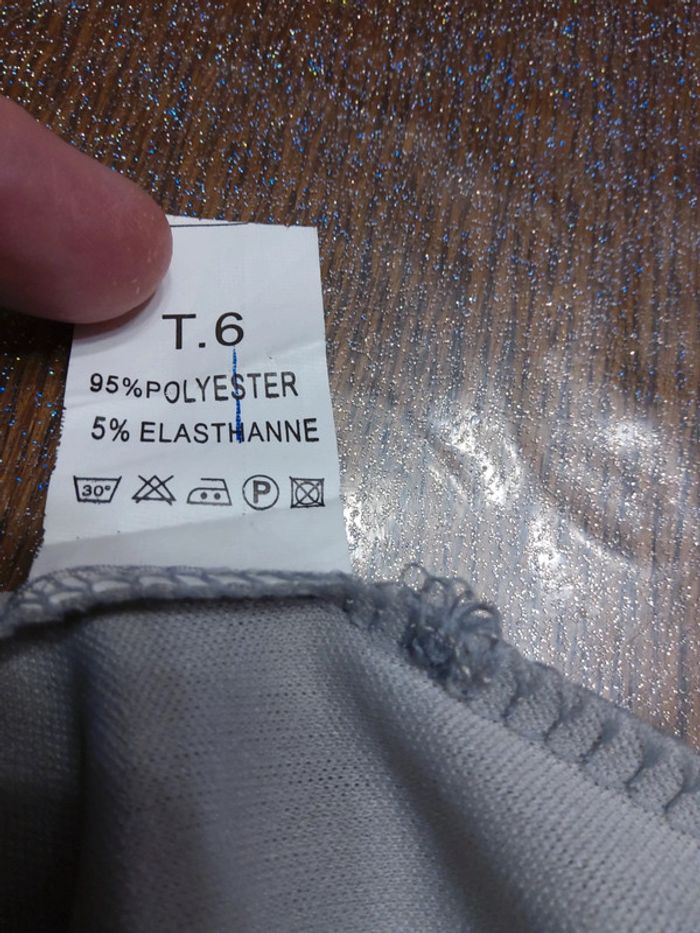 T.6
95%POLYESTER
5% ELASTHANNE
30° P